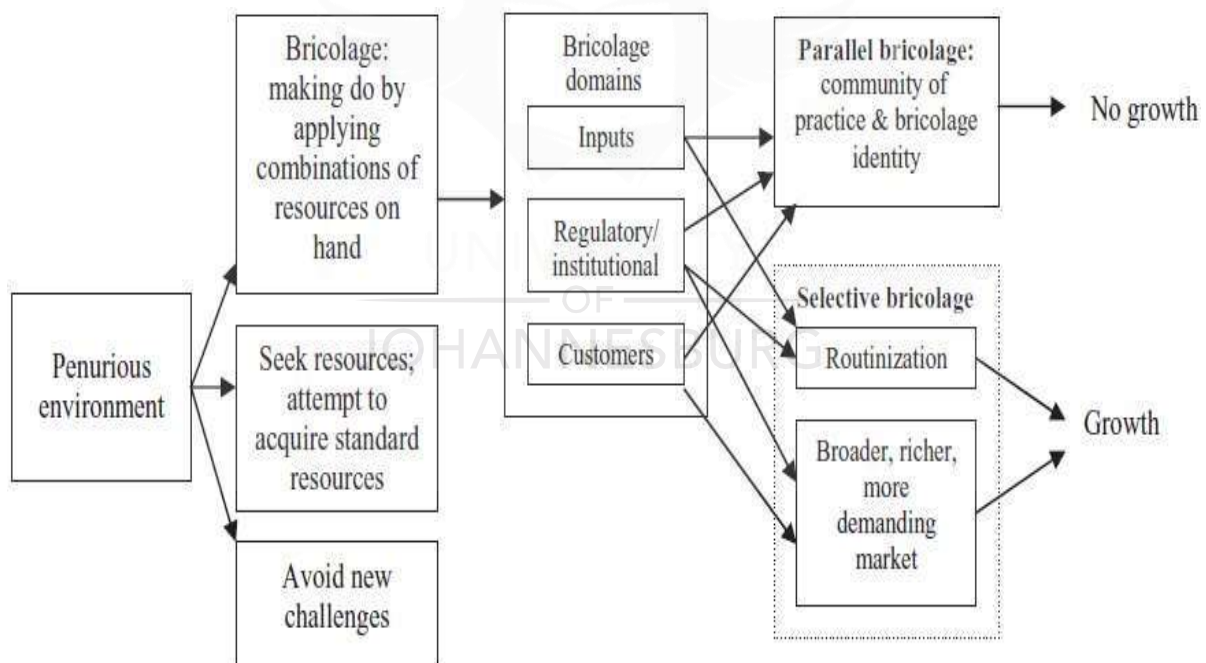 Penurious
environment
Bricolage:
making do by
applying
combinations of
resources on
hand
Seek resources;
attempt to
acquire standard
resources
Avoid new
challenges
Bricolage
domains
Inputs
Regulatory/
institutional
Customers
Parallel bricolage:
community of
practice & bricolage
identity
No growth
Selective bricolage
Routinization
Broader, richer,
more
demanding
market
Growth
UNIVERSITY
OF
JOHANNESBURG